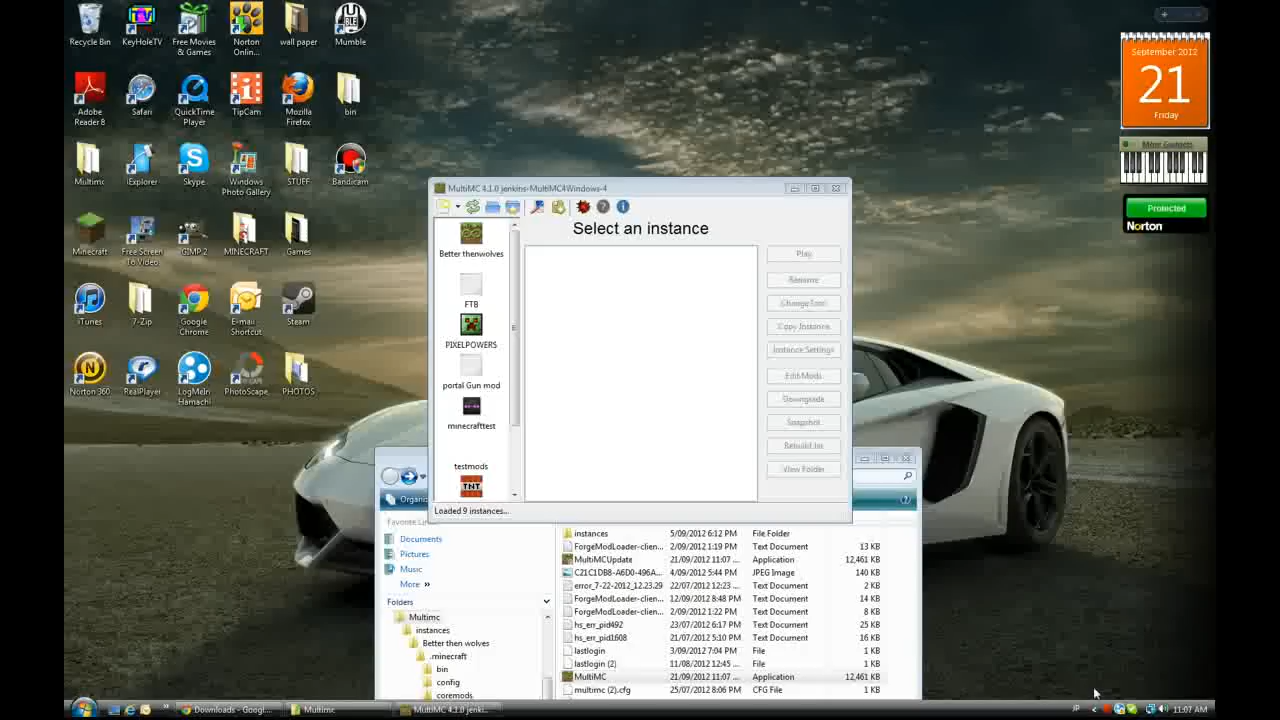 Recycle Bin
KeyHoleTV
Free Movies & Games
Norton Onlin...
wall paper
Mumble
Adobe Reader 8
Safari
QuickTime Player
TipCam
Mozilla Firefox
bin
Multimc
iExplorer
Skype
Windows Photo Gallery
STUFF
Bandicam
Minecraft
Free Screen To Video
GIMP 2
MINECRAFT
Games
iTunes
7-Zip
Google Chrome
E-mail Shortcut
Steam
Norton 360
RealPlayer
LogMeIn Hamachi
PhotoScape
PHOTOS
September 2012
21
Friday
Protected
Norton
MultiMC 4.1.0 jenkins-MultiMC4Windows-4
Select an instance
Better thenwolves
FTB
PIXELPOWERS
portal Gun mod
minecrafttest
testmods
TNT
Play
Rename
Change Icon
Copy Instance
Instance Settings
Edit Mods
Downgrade
Snapshot
Rebuild Jar
View Folder
Loaded 9 instances...
Organi
Favorite Li
Documents
Pictures
Music
More »
Folders
Multimc
instances
Better then wolves
.minecraft
bin
config
coremods
instances 5/09/2012 6:12 PM File Folder
ForgeModLoader-clien... 2/09/2012 1:19 PM Text Document 13 KB
MultiMCUpdate 21/09/2012 11:07 ... Application 12,461 KB
C21C1DB8-A6D0-496A... 4/09/2012 5:44 PM JPEG Image 140 KB
error_7-22-2012_12.23.29 22/07/2012 12:23 ... Text Document 2 KB
ForgeModLoader-clien... 12/09/2012 8:48 PM Text Document 14 KB
ForgeModLoader-clien... 2/09/2012 1:22 PM Text Document 8 KB
hs_err_pid492 23/07/2012 6:17 PM Text Document 25 KB
hs_err_pid1608 21/07/2012 5:10 PM Text Document 16 KB
lastlogin 3/09/2012 7:04 PM File 1 KB
lastlogin (2) 11/08/2012 12:45 ... File 1 KB
MultiMC 21/09/2012 11:07 ... Application 12,461 KB
multimc (2).cfg 25/07/2012 8:06 PM CFG File 1 KB
Downloads - Googl...
Multimc
MultiMC 4.1.0 jenki...
JP
11:07 AM